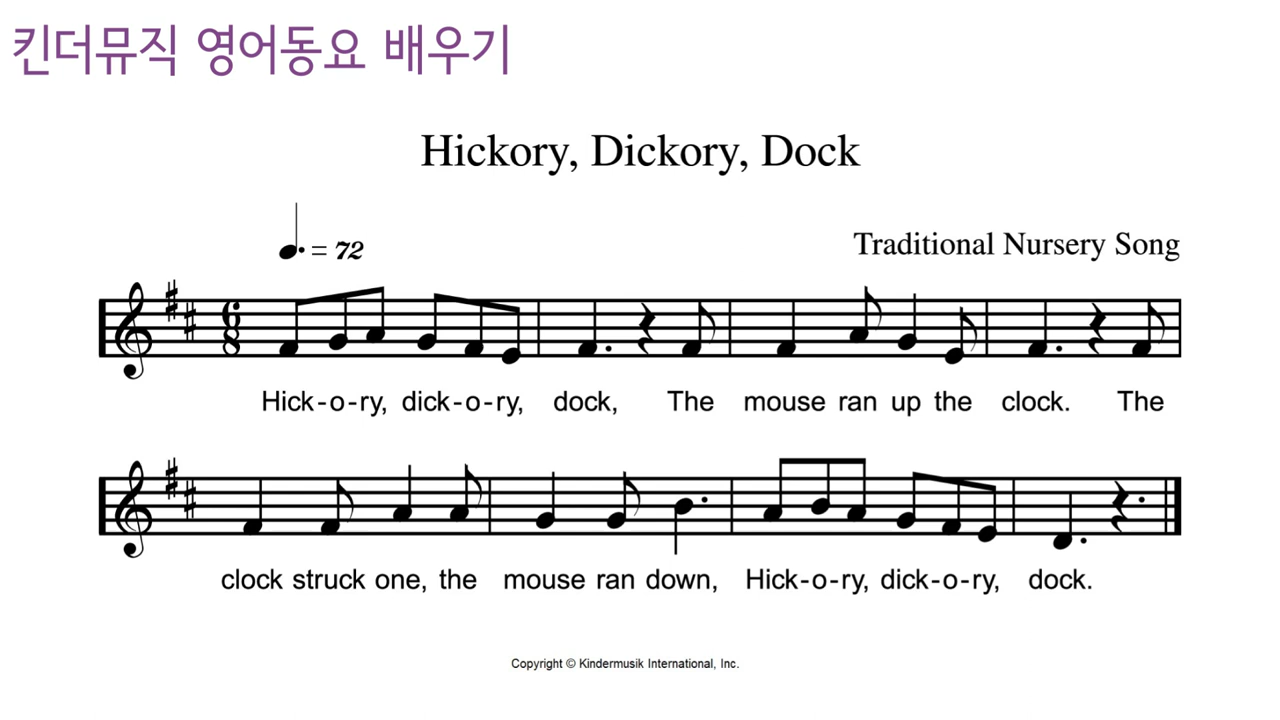 킨더뮤직 영어동요 배우기
Hickory, Dickory, Dock
= 72
Traditional Nursery Song
6
8
Hick-o-ry, dick-o-ry, dock, The mouse ran up the clock. The
clock struck one, the mouse ran down, Hick-o-ry, dick-o-ry, dock.
Copyright © Kindermusik International, Inc.